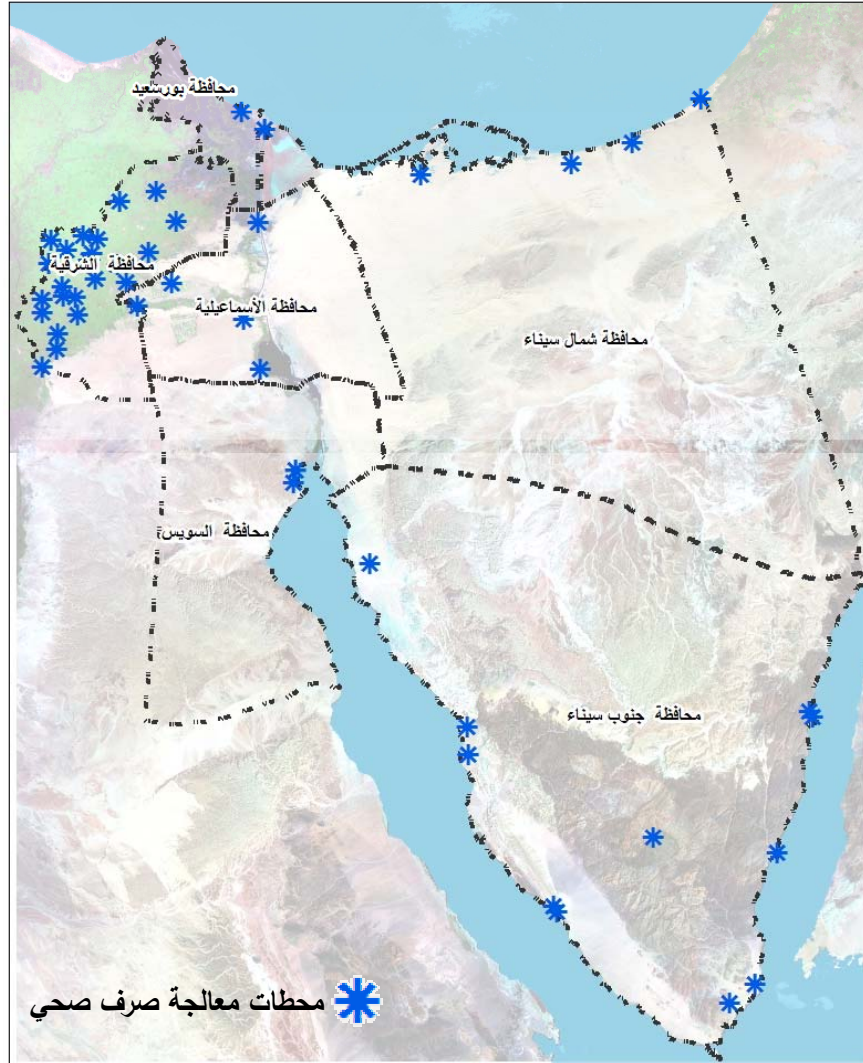 محافظة بورسعيد
محافظة الشرقية
محافظة الأسماعيلية
محافظة شمال سيناء
محافظة السويس
محافظة جنوب سيناء
محطات معالجة صرف صحي